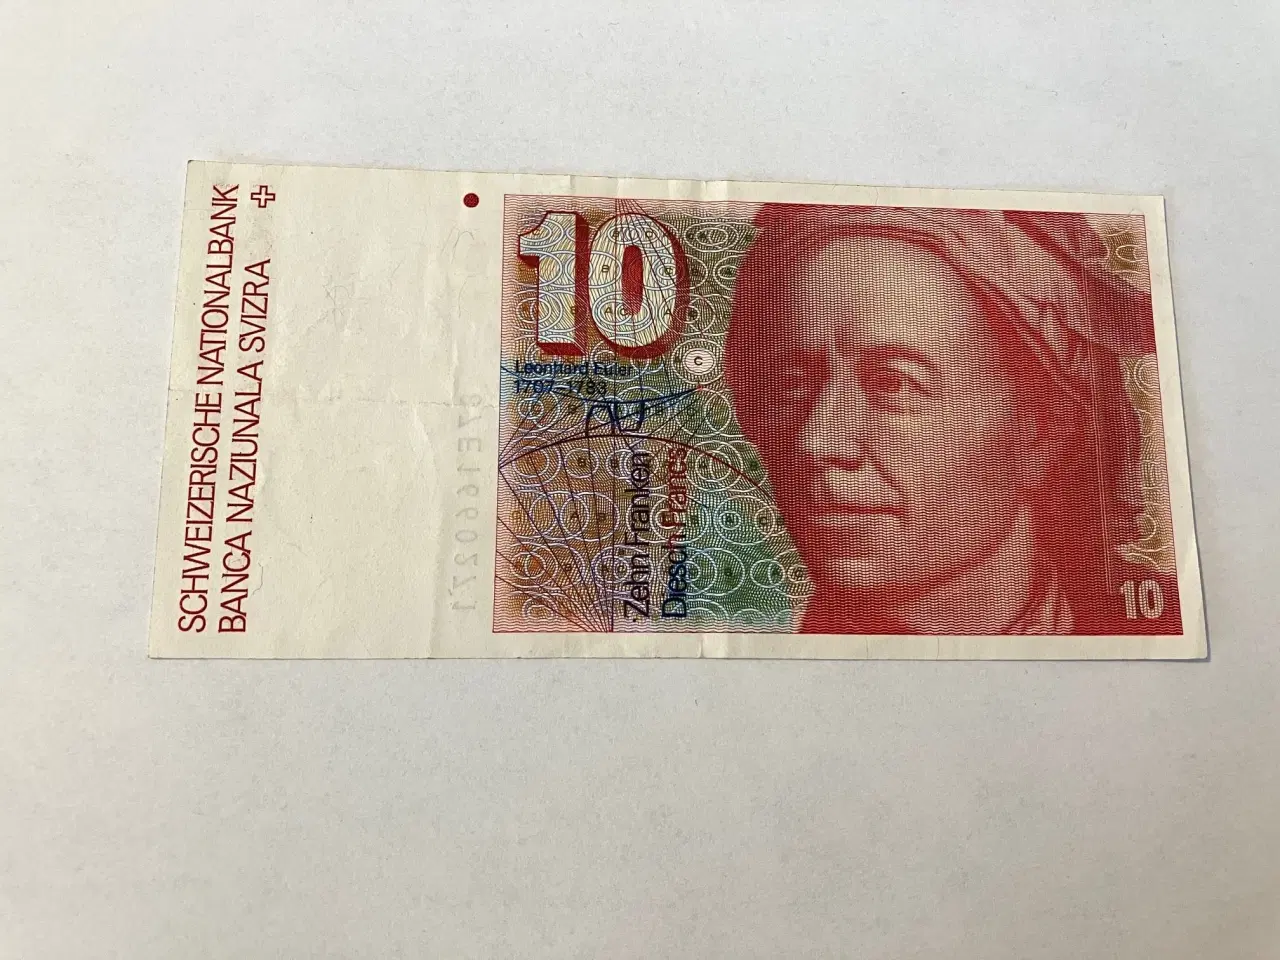 SCHWEIZERISCHE NATIONALBANK
BANCA NAZIUNALA SVIZRA
10
Leonhard Euler
1707–1783
C
Zehn Franken
Diesch Francs
10